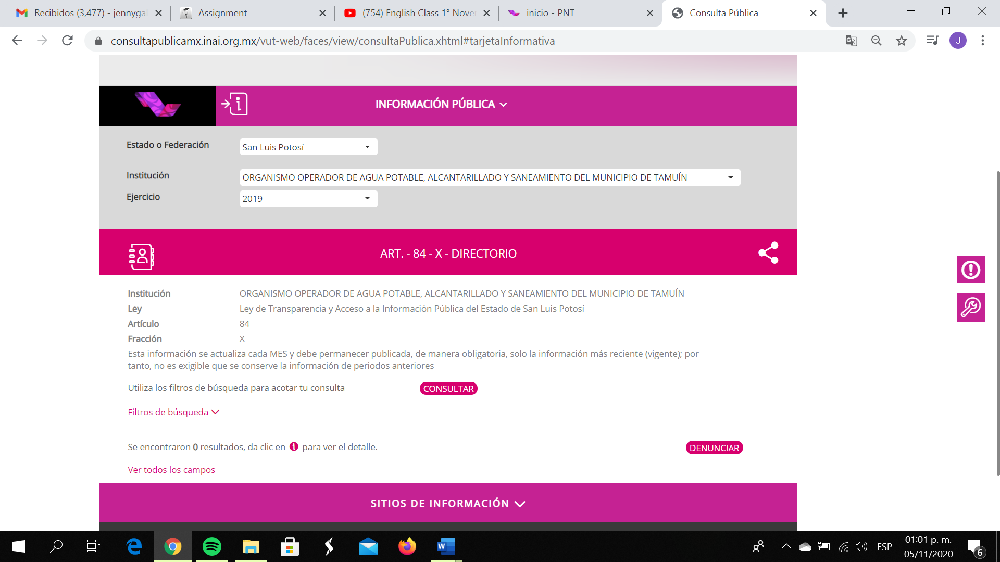 Recibidos (3,477) - jennygal
Assignment
(754) English Class 1° Nover
inicio - PNT
Consulta Pública
consultapublicamx.inai.org.mx/vut-web/faces/view/consultaPublica.xhtml#tarjetaInformativa
J
INFORMACIÓN PÚBLICA
Estado o Federación
San Luis Potosí
Institución
ORGANISMO OPERADOR DE AGUA POTABLE, ALCANTARILLADO Y SANEAMIENTO DEL MUNICIPIO DE TAMUÍN
Ejercicio
2019
ART. - 84 - X - DIRECTORIO
Institución
ORGANISMO OPERADOR DE AGUA POTABLE, ALCANTARILLADO Y SANEAMIENTO DEL MUNICIPIO DE TAMUÍN
Ley
Ley de Transparencia y Acceso a la Información Pública del Estado de San Luis Potosí
Artículo
84
Fracción
X
Esta información se actualiza cada MES y debe permanecer publicada, de manera obligatoria, solo la información más reciente (vigente); por
tanto, no es exigible que se conserve la información de periodos anteriores
Utiliza los filtros de búsqueda para acotar tu consulta
CONSULTAR
Filtros de búsqueda
Se encontraron 0 resultados, da clic en para ver el detalle.
DENUNCIAR
Ver todos los campos
SITIOS DE INFORMACIÓN
ESP
01:01 p. m.
05/11/2020
6